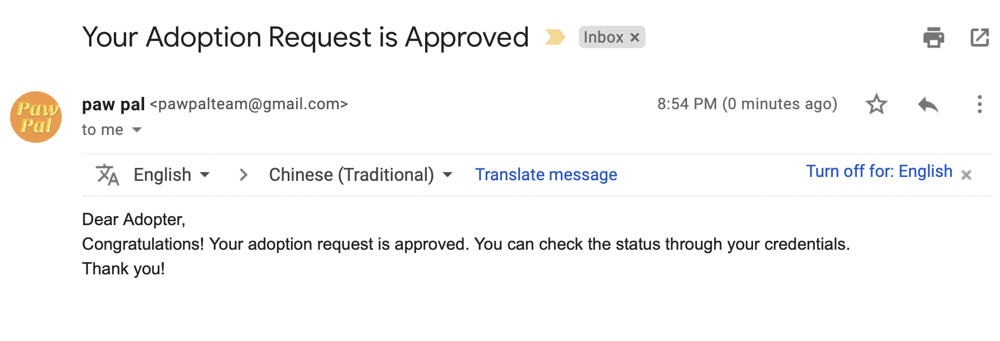 Your Adoption Request is Approved Inbox ×
Paw
Pal
paw pal <pawpalteam@gmail.com> 8:54 PM (0 minutes ago)
to me
文A English > Chinese (Traditional) Translate message Turn off for: English ×
Dear Adopter,
Congratulations! Your adoption request is approved. You can check the status through your credentials.
Thank you!